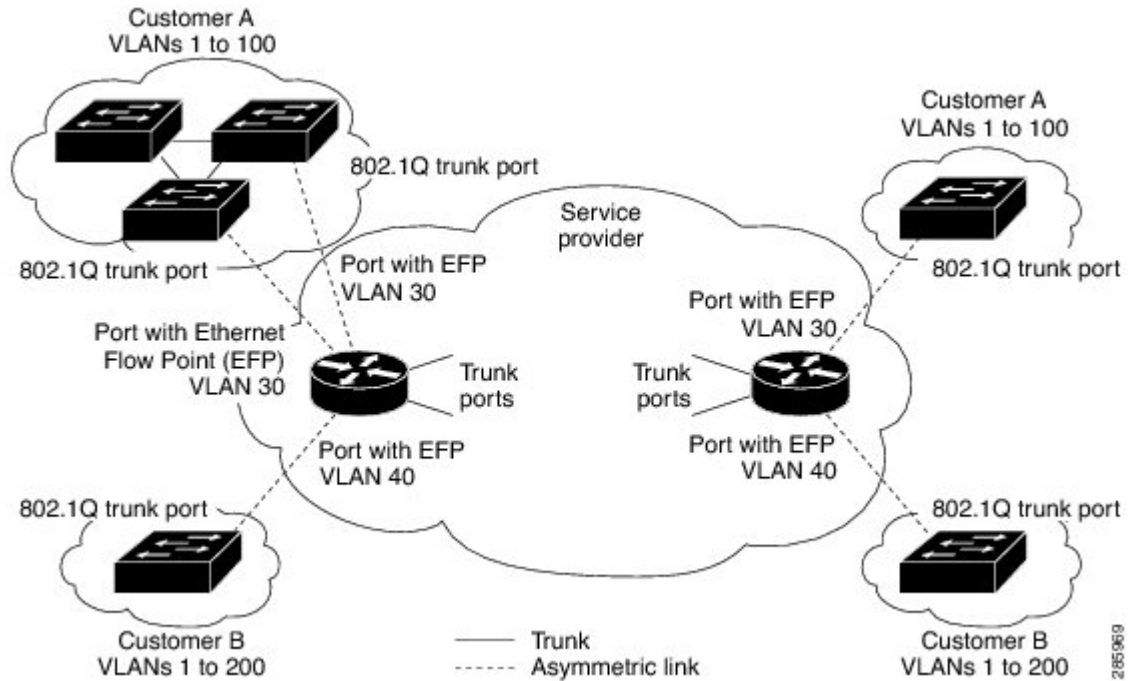 Customer A
VLANs 1 to 100
Customer A
VLANs 1 to 100
802.1Q trunk port
Service
provider
802.1Q trunk port
802.1Q trunk port
Port with EFP
VLAN 30
Port with EFP
VLAN 30
Port with Ethernet
Flow Point (EFP)
VLAN 30
Trunk
ports
Trunk
ports
Port with EFP
VLAN 40
Port with EFP
VLAN 40
802.1Q trunk port
802.1Q trunk port
Customer B
VLANs 1 to 200
Trunk
Asymmetric link
Customer B
VLANs 1 to 200
285969